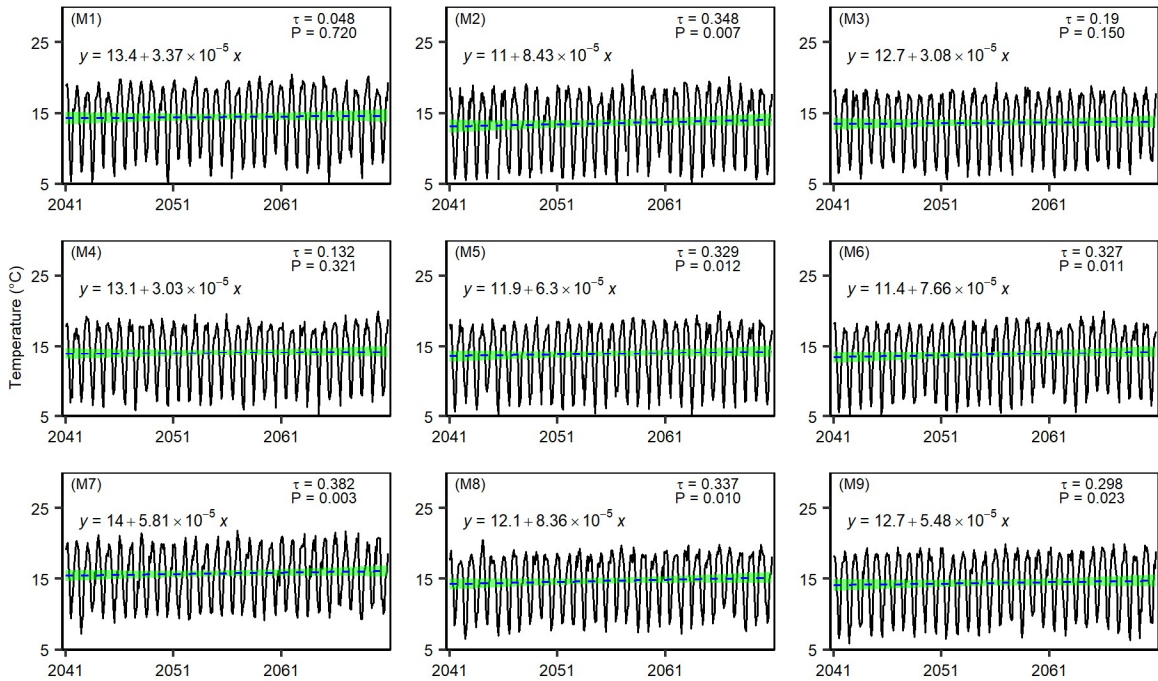 (M1)
τ = 0.048
P = 0.720
y = 13.4 + 3.37 × 10⁻⁵ x
25
15
5
2041 2051 2061
(M2)
τ = 0.348
P = 0.007
y = 11 + 8.43 × 10⁻⁵ x
25
15
5
2041 2051 2061
(M3)
τ = 0.19
P = 0.150
y = 12.7 + 3.08 × 10⁻⁵ x
25
15
5
2041 2051 2061
Temperature (°C)
(M4)
τ = 0.132
P = 0.321
y = 13.1 + 3.03 × 10⁻⁵ x
25
15
5
2041 2051 2061
(M5)
τ = 0.329
P = 0.012
y = 11.9 + 6.3 × 10⁻⁵ x
25
15
5
2041 2051 2061
(M6)
τ = 0.327
P = 0.011
y = 11.4 + 7.66 × 10⁻⁵ x
25
15
5
2041 2051 2061
(M7)
τ = 0.382
P = 0.003
y = 14 + 5.81 × 10⁻⁵ x
25
15
5
2041 2051 2061
(M8)
τ = 0.337
P = 0.010
y = 12.1 + 8.36 × 10⁻⁵ x
25
15
5
2041 2051 2061
(M9)
τ = 0.298
P = 0.023
y = 12.7 + 5.48 × 10⁻⁵ x
25
15
5
2041 2051 2061